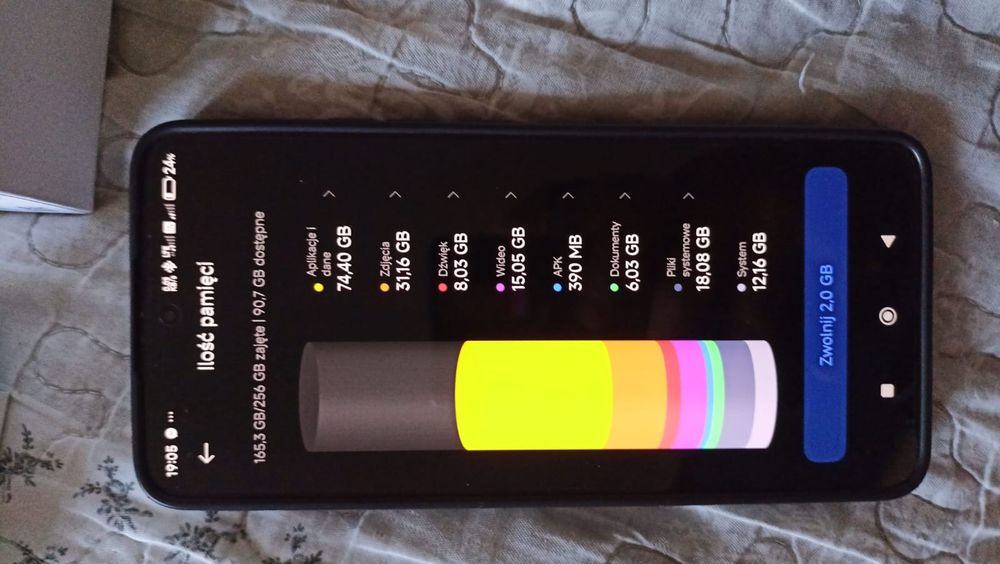 19:05
24%
Ilość pamięci
165,3 GB/256 GB zajęte | 90,7 GB dostępne
Aplikacje i
dane
74,40 GB
Zdjęcia
31,16 GB
Dźwięk
8,03 GB
Wideo
15,05 GB
APK
390 MB
Dokumenty
6,03 GB
Pliki
systemowe
18,08 GB
System
12,16 GB
Zwolnij 2,0 GB